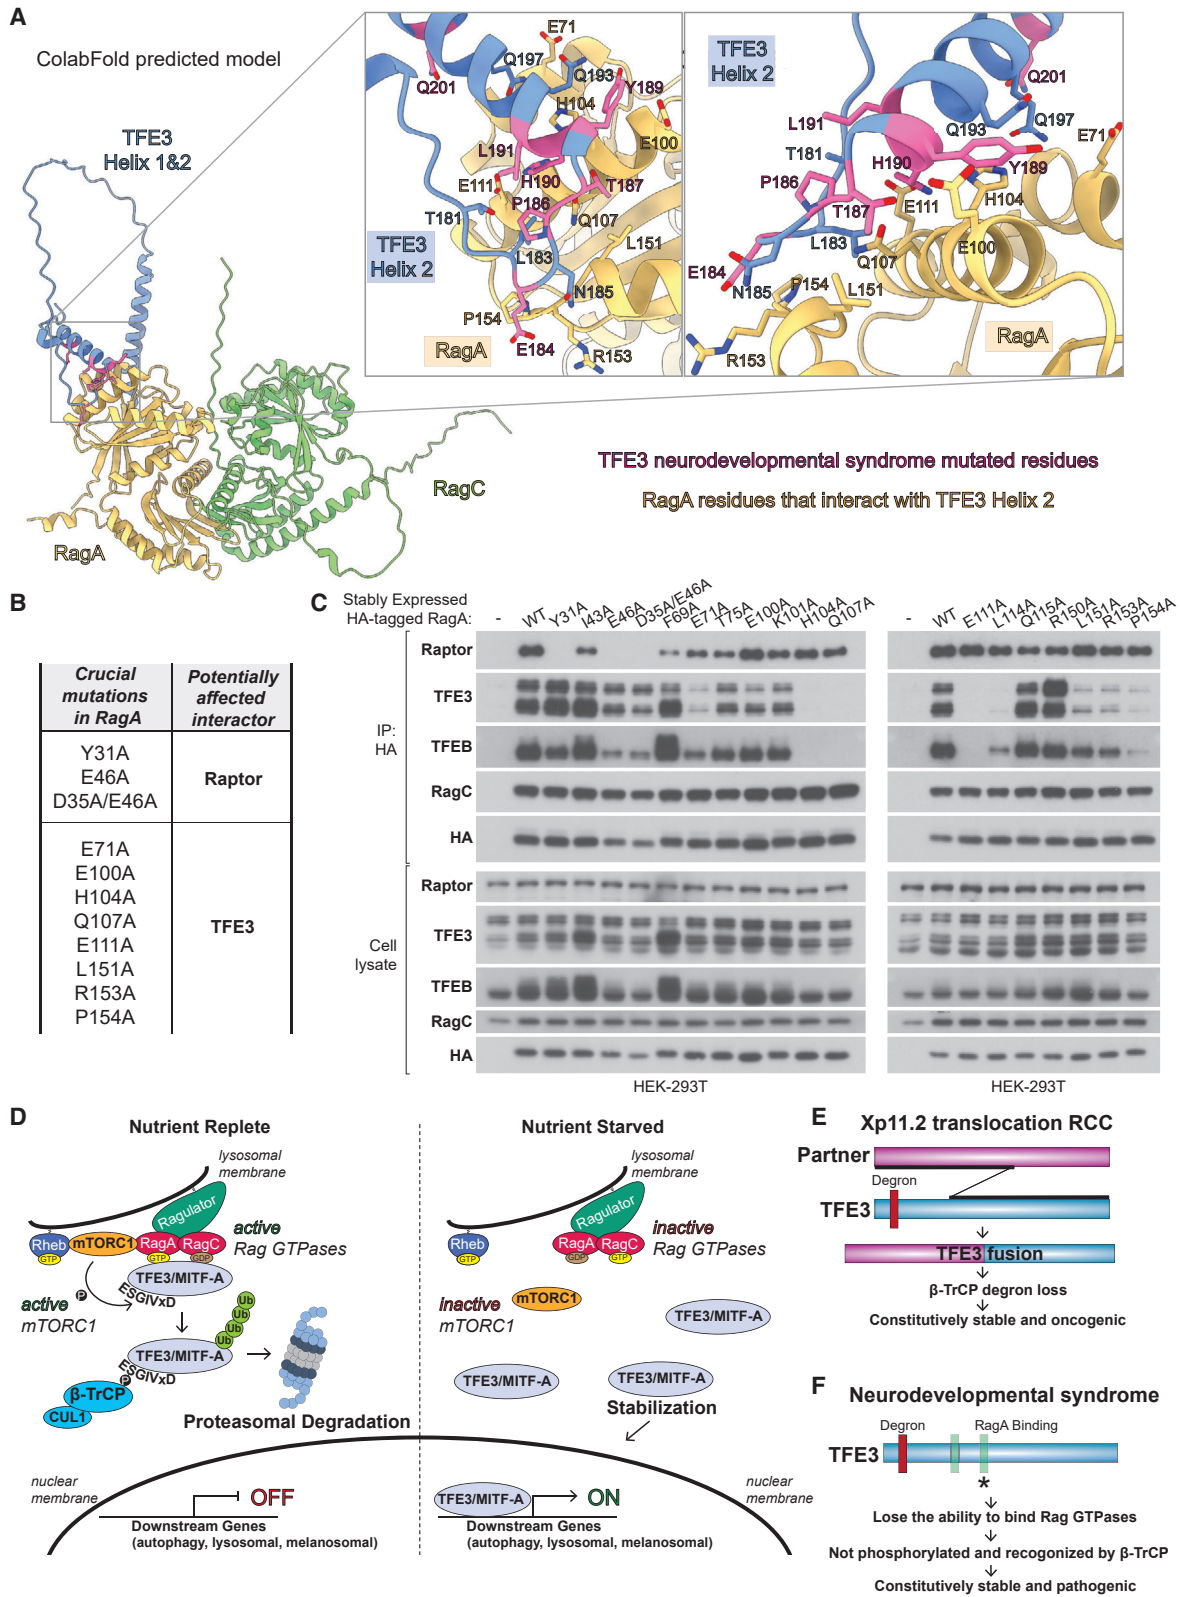 A
ColabFold predicted model
TFE3
Helix 1&2
RagA
RagC
E71
Q197
Q193
Q201
H104
Y189
L191
E100
E111
H190
P186
T187
T181
Q107
TFE3
Helix 2
L183
L151
N185
P154
RagA
E184
R153
TFE3
Helix 2
Q201
L191
Q193
Q197
E71
T181
H190
Y189
P186
T187
E111
H104
L183
E100
Q107
E184
N185
P154
L151
R153
RagA
TFE3 neurodevelopmental syndrome mutated residues
RagA residues that interact with TFE3 Helix 2
B
Crucial
mutations
in RagA
Potentially
affected
interactor
Y31A
E46A
D35A/E46A
Raptor
E71A
E100A
H104A
Q107A
E111A
L151A
R153A
P154A
TFE3
C
Stably Expressed
HA-tagged RagA:
- WT Y31A I43A E46A D35A/E46A F69A E71A T75A E100A K101A H104A Q107A
- WT E111A L114A Q115A R150A L151A R153A P154A
IP:
HA
Raptor
TFE3
TFEB
RagC
HA
Cell
lysate
Raptor
TFE3
TFEB
RagC
HA
HEK-293T
HEK-293T
D
Nutrient Replete
lysosomal
membrane
Ragulator
Rheb
GTP
mTORC1
RagA
GTP
RagC
GDP
active
Rag GTPases
TFE3/MITF-A
ESGIVxD
P
active
mTORC1
Ub
Ub
Ub
Ub
TFE3/MITF-A
ESGIVxD
P
β-TrCP
CUL1
Proteasomal Degradation
nuclear
membrane
OFF
Downstream Genes
(autophagy, lysosomal, melanosomal)
Nutrient Starved
lysosomal
membrane
Ragulator
Rheb
GTP
RagA
GDP
RagC
GTP
inactive
Rag GTPases
inactive
mTORC1
mTORC1
TFE3/MITF-A
TFE3/MITF-A
TFE3/MITF-A
Stabilization
nuclear
membrane
TFE3/MITF-A
ON
Downstream Genes
(autophagy, lysosomal, melanosomal)
E
Xp11.2 translocation RCC
Partner
Degron
TFE3
TFE3 fusion
β-TrCP degron loss
Constitutively stable and oncogenic
F
Neurodevelopmental syndrome
Degron
RagA Binding
TFE3
*
Lose the ability to bind Rag GTPases
Not phosphorylated and recogonized by β-TrCP
Constitutively stable and pathogenic